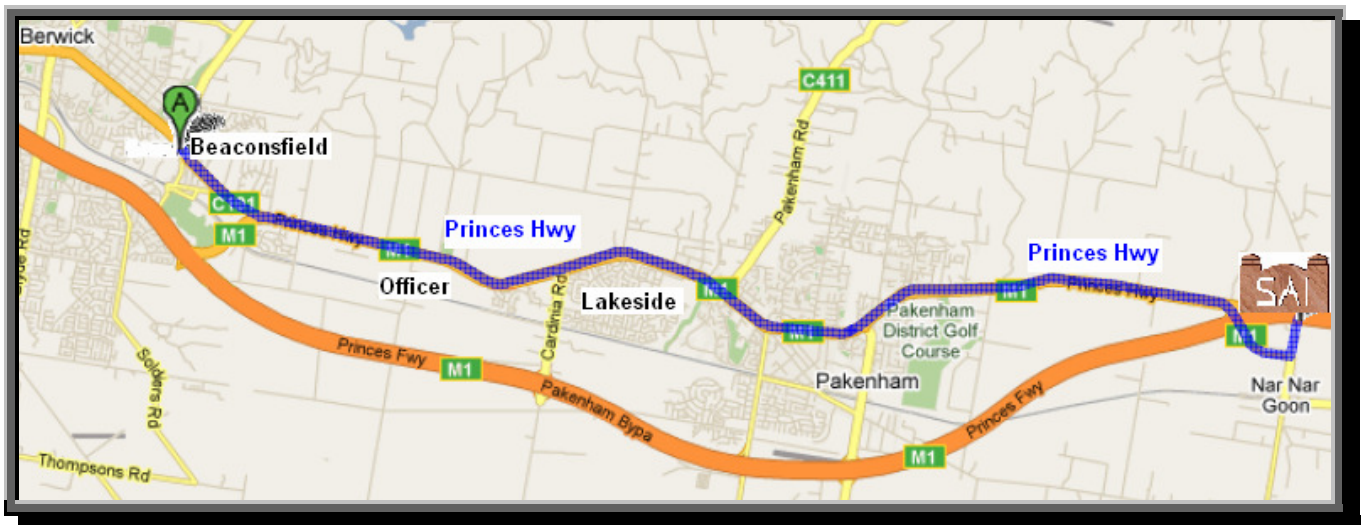 Berwick
C411
A
Beaconsfield
Pakenham Rd
C101
M1
Princes Hwy
M1
Princes Hwy
Princes Hwy
Officer
Lakeside
Cardinia Rd
M1
M1
Princes Hwy
SAI
Pakenham
District Golf
Course
M1
M1
Princes Fwy
M1
Pakenham Bypa
Pakenham
Princes Fwy
M1
Nar Nar
Goon
Soldiers Rd
Thompsons Rd
Rd